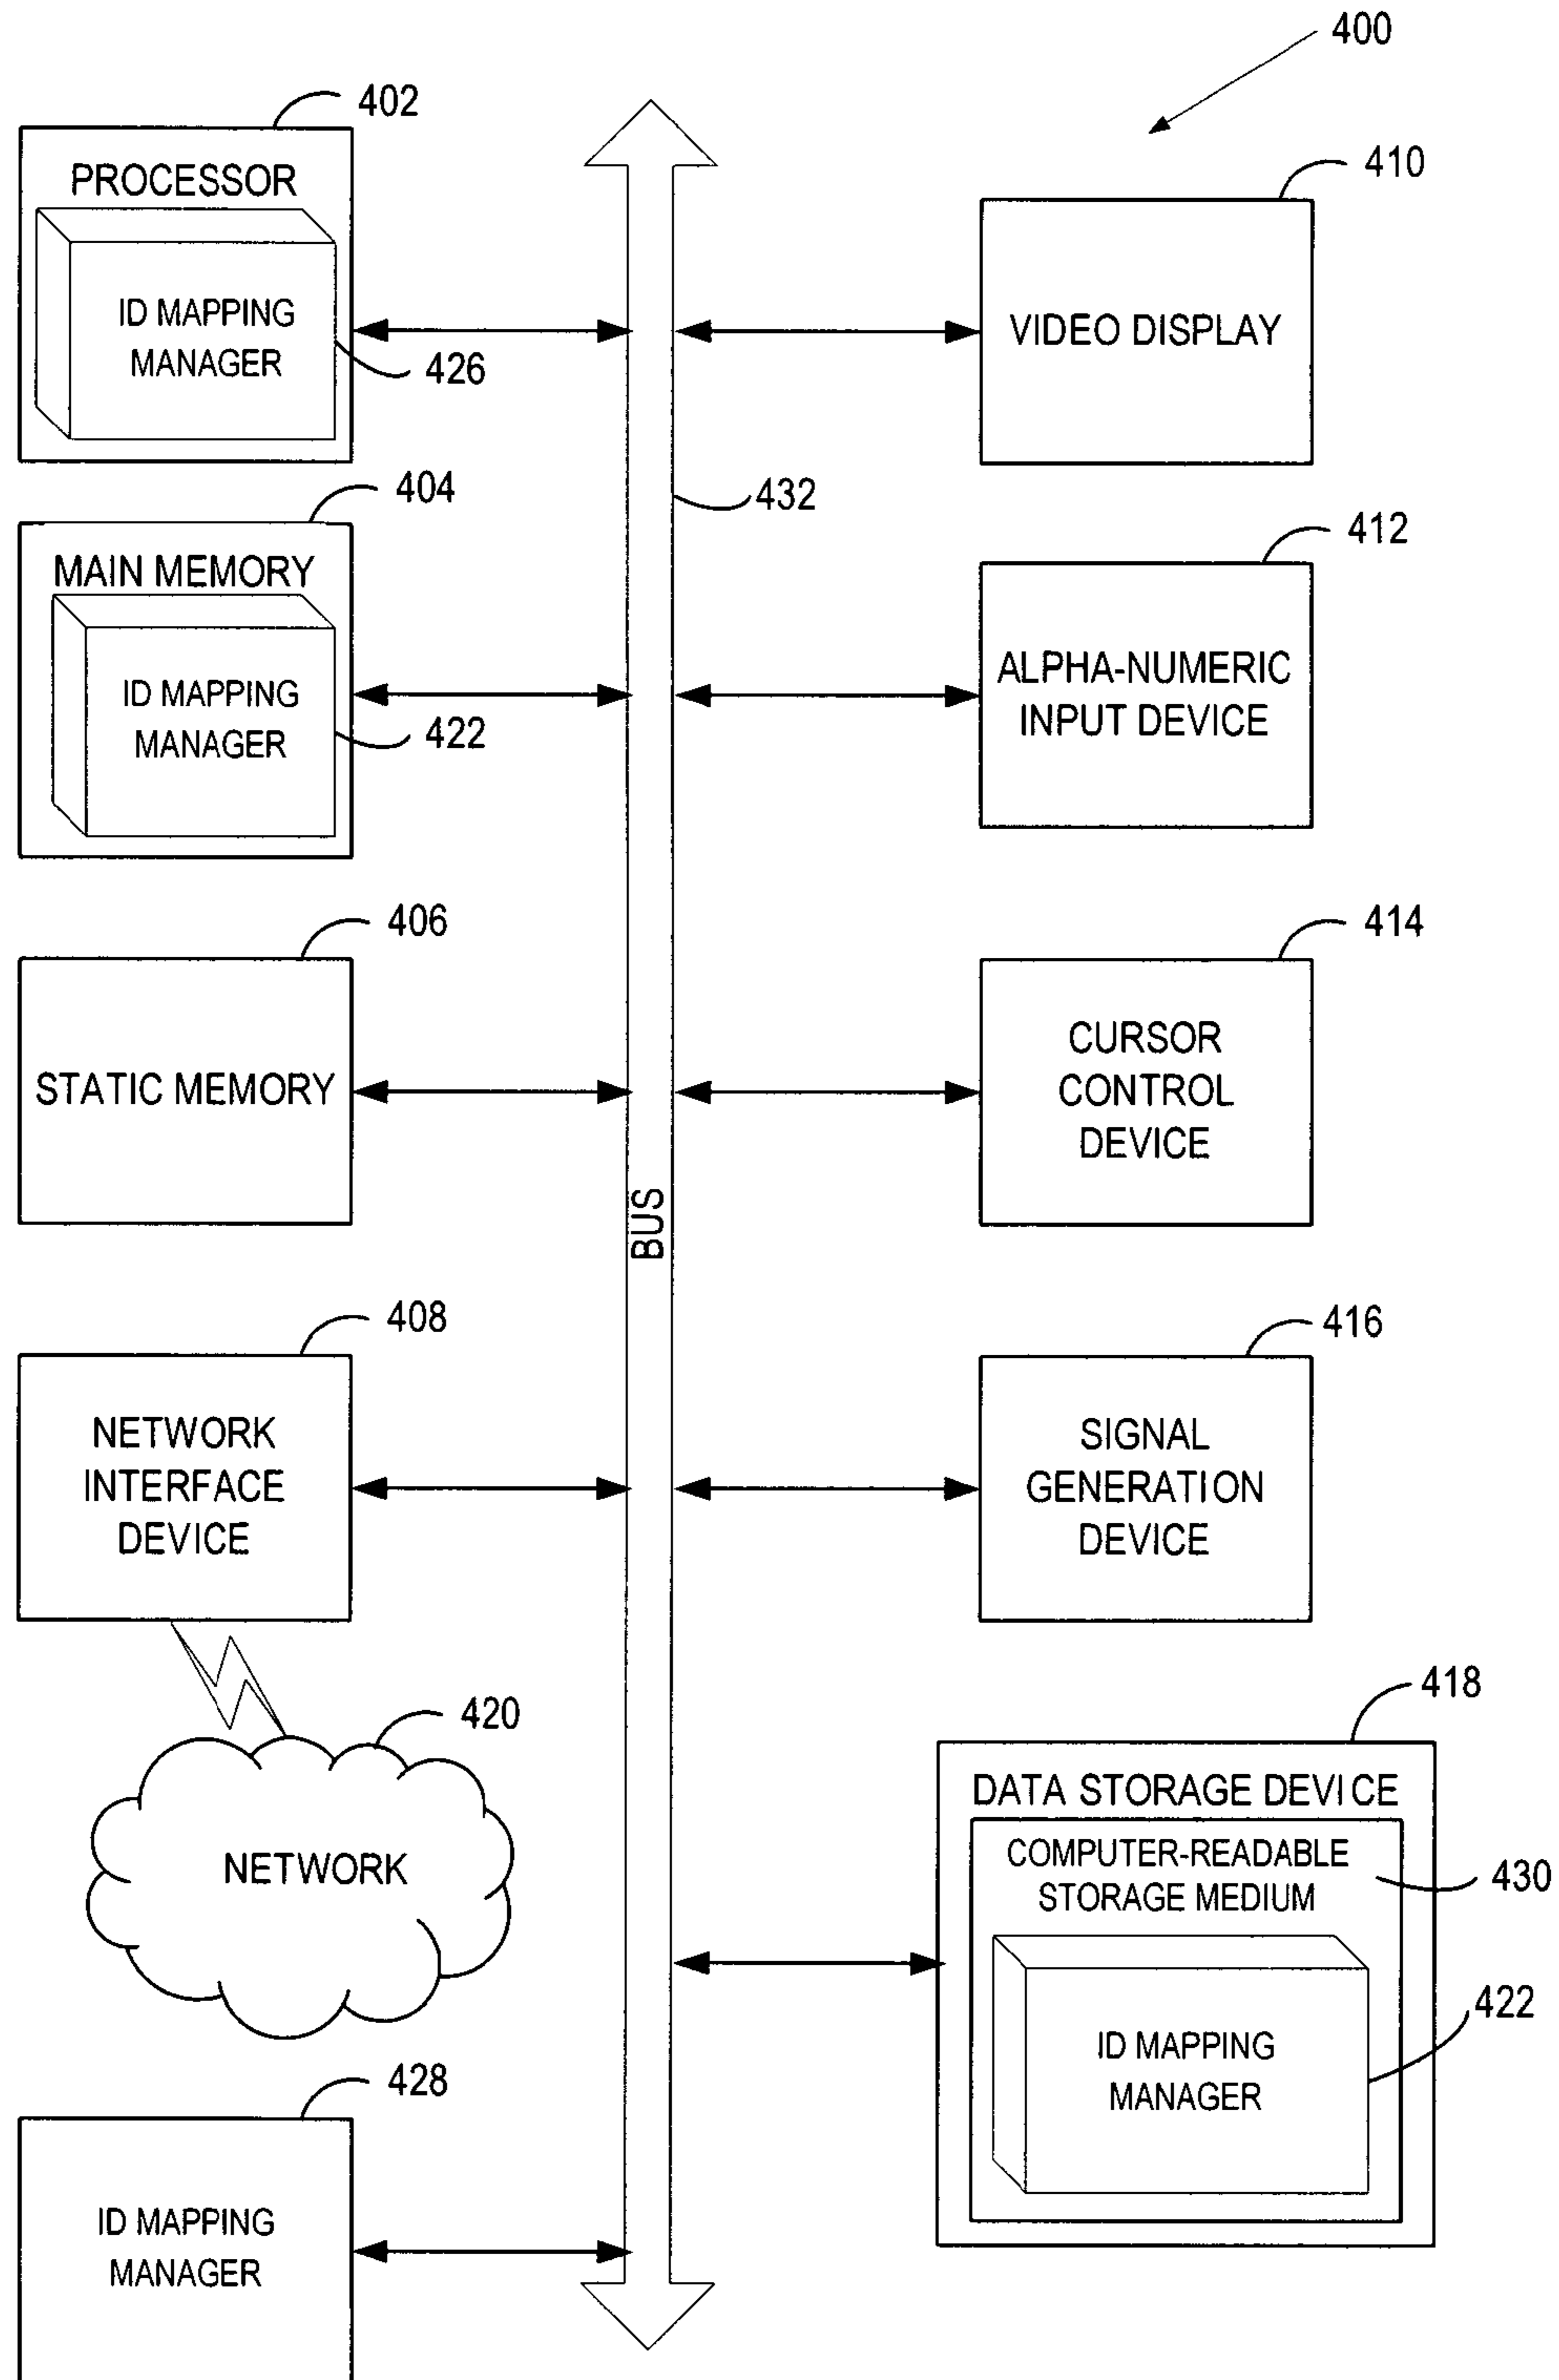 400
402
PROCESSOR
ID MAPPING
MANAGER
426
410
VIDEO DISPLAY
404
MAIN MEMORY
ID MAPPING
MANAGER
422
432
412
ALPHA-NUMERIC
INPUT DEVICE
406
STATIC MEMORY
414
CURSOR
CONTROL
DEVICE
BUS
408
NETWORK
INTERFACE
DEVICE
416
SIGNAL
GENERATION
DEVICE
420
NETWORK
418
DATA STORAGE DEVICE
COMPUTER-READABLE
STORAGE MEDIUM
430
ID MAPPING
MANAGER
422
428
ID MAPPING
MANAGER